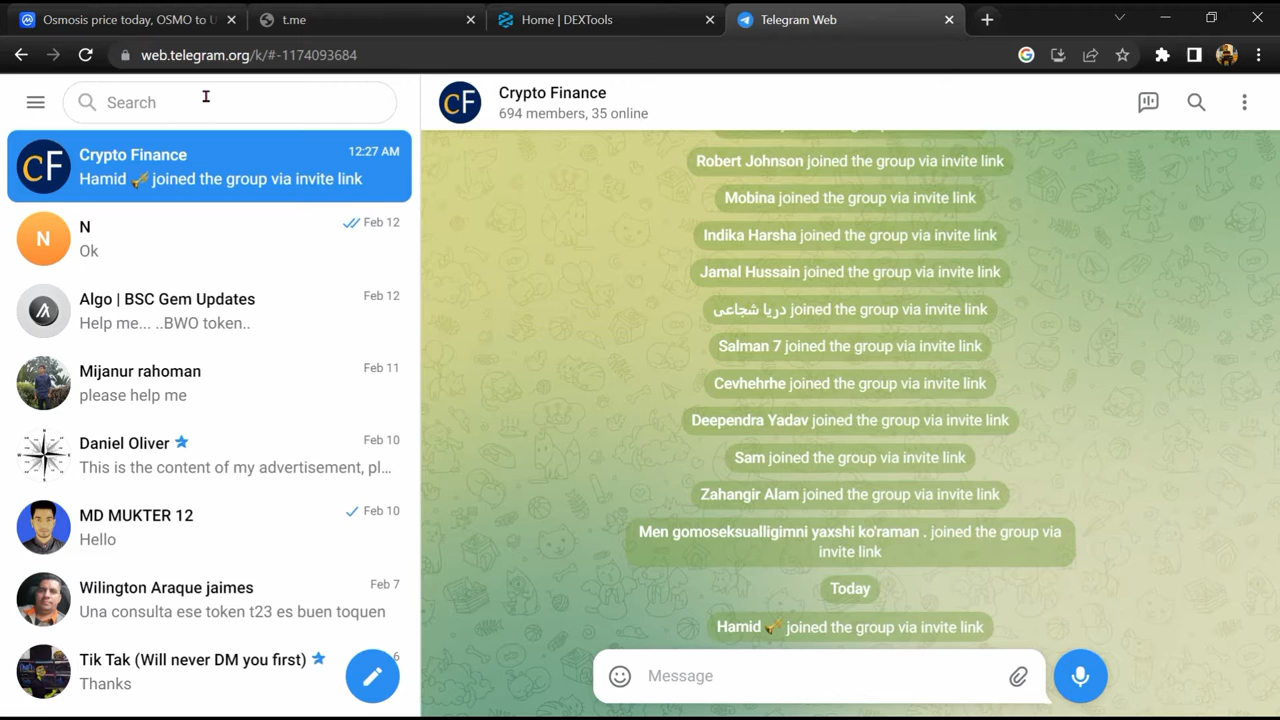 Osmosis price today, OSMO to U
t.me
Home | DEXTools
Telegram Web
web.telegram.org/k/#-1174093684
Search
CF
Crypto Finance
12:27 AM
Hamid 🎺 joined the group via invite link
N
N
Feb 12
Ok
Algo | BSC Gem Updates
Feb 12
Help me... ..BWO token..
Mijanur rahoman
Feb 11
please help me
Daniel Oliver
Feb 10
This is the content of my advertisement, pl...
MD MUKTER 12
Feb 10
Hello
Wilington Araque jaimes
Feb 7
Una consulta ese token t23 es buen toquen
Tik Tak (Will never DM you first)
6
Thanks
CF
Crypto Finance
694 members, 35 online
Robert Johnson joined the group via invite link
Mobina joined the group via invite link
Indika Harsha joined the group via invite link
Jamal Hussain joined the group via invite link
دریا شجاعی joined the group via invite link
Salman 7 joined the group via invite link
Cevhehrhe joined the group via invite link
Deependra Yadav joined the group via invite link
Sam joined the group via invite link
Zahangir Alam joined the group via invite link
Men gomoseksualligimni yaxshi ko'raman . joined the group via
invite link
Today
Hamid 🎺 joined the group via invite link
Message